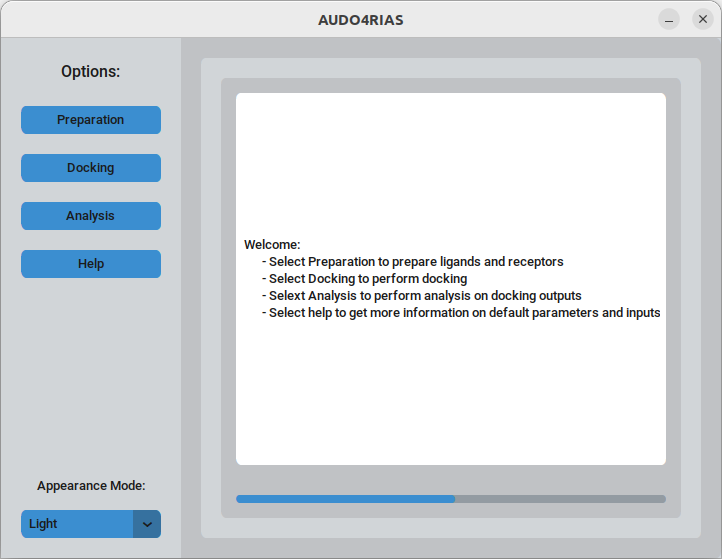 AUDO4RIAS
Options:
Preparation
Docking
Analysis
Help
Welcome:
- Select Preparation to prepare ligands and receptors
- Select Docking to perform docking
- Selext Analysis to perform analysis on docking outputs
- Select help to get more information on default parameters and inputs
Appearance Mode:
Light